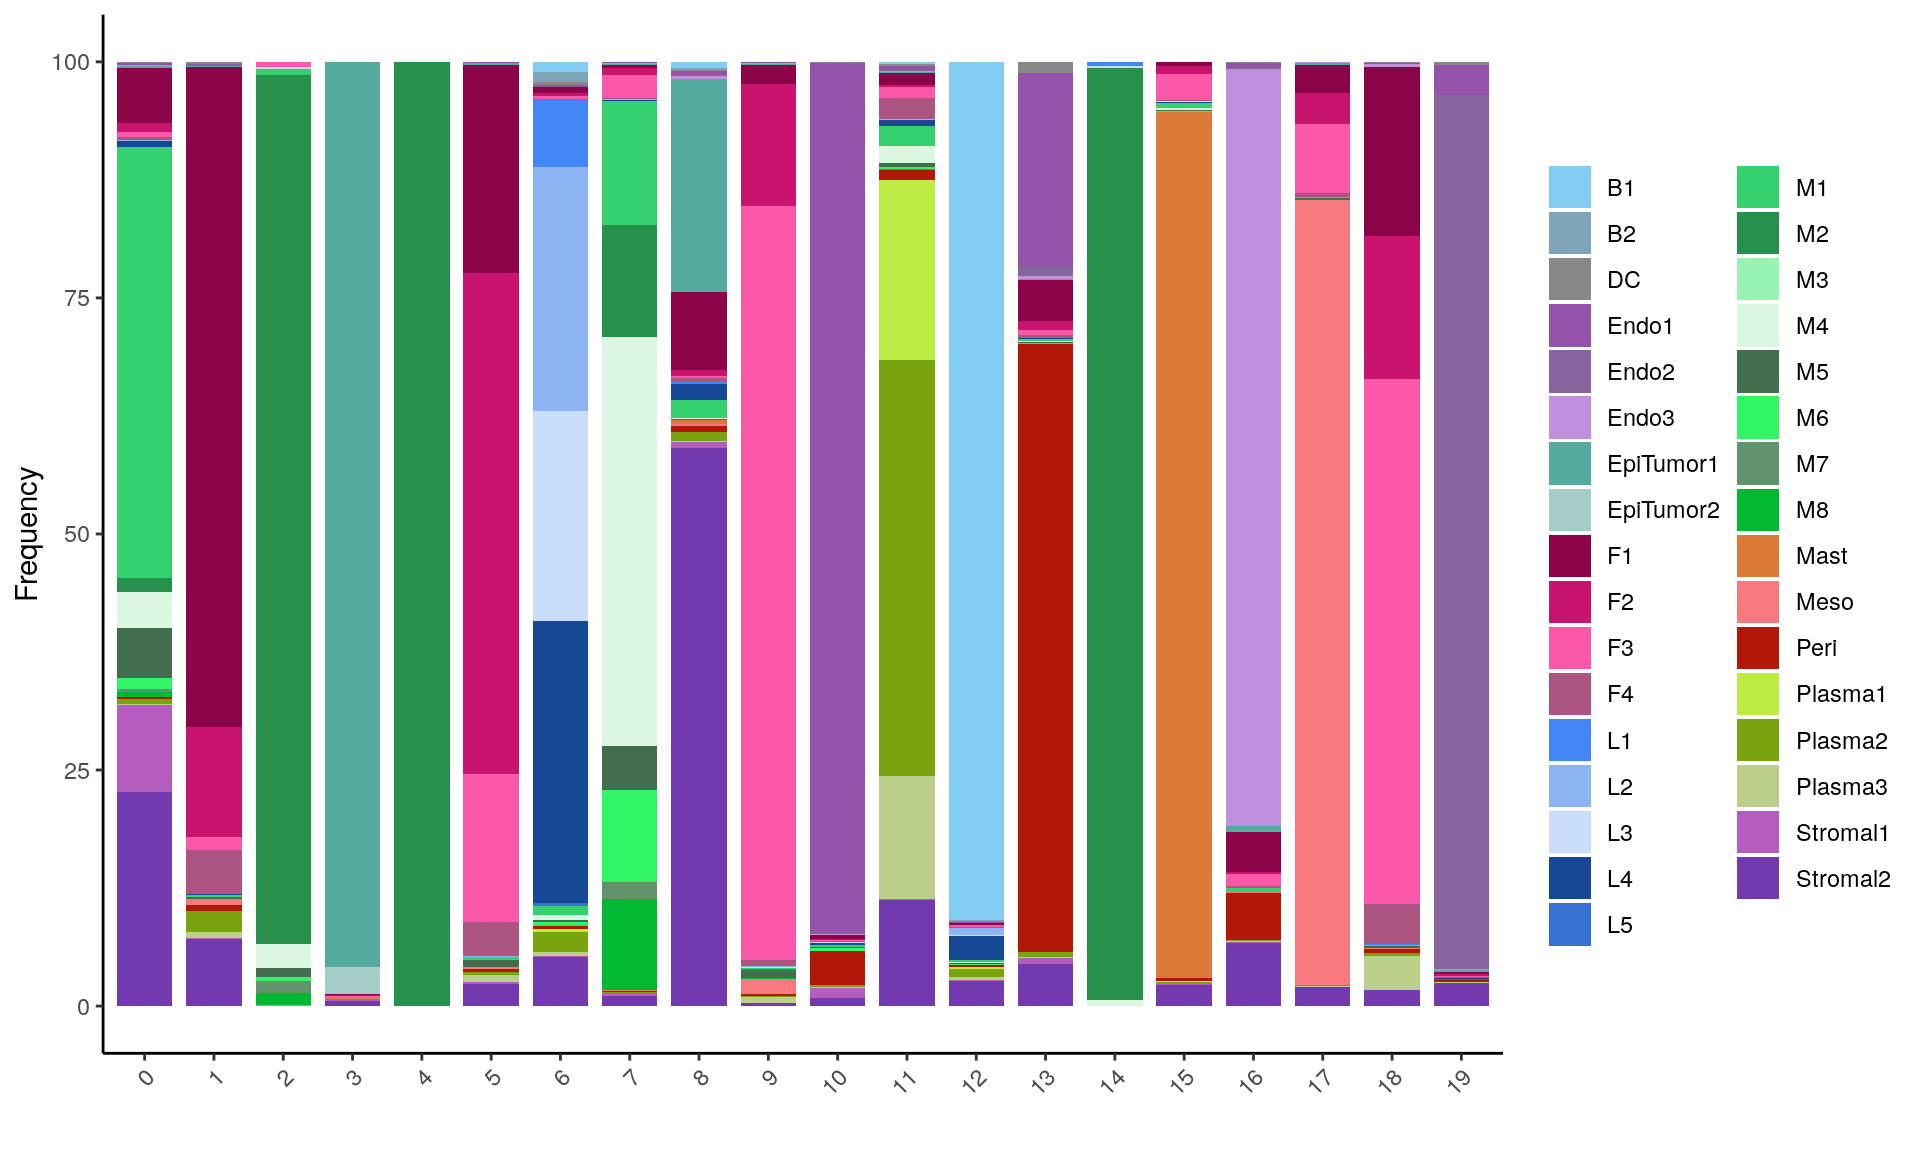 Frequency
100
75
50
25
0
0 1 2 3 4 5 6 7 8 9 10 11 12 13 14 15 16 17 18 19
B1
B2
DC
Endo1
Endo2
Endo3
EpiTumor1
EpiTumor2
F1
F2
F3
F4
L1
L2
L3
L4
L5
M1
M2
M3
M4
M5
M6
M7
M8
Mast
Meso
Peri
Plasma1
Plasma2
Plasma3
Stromal1
Stromal2